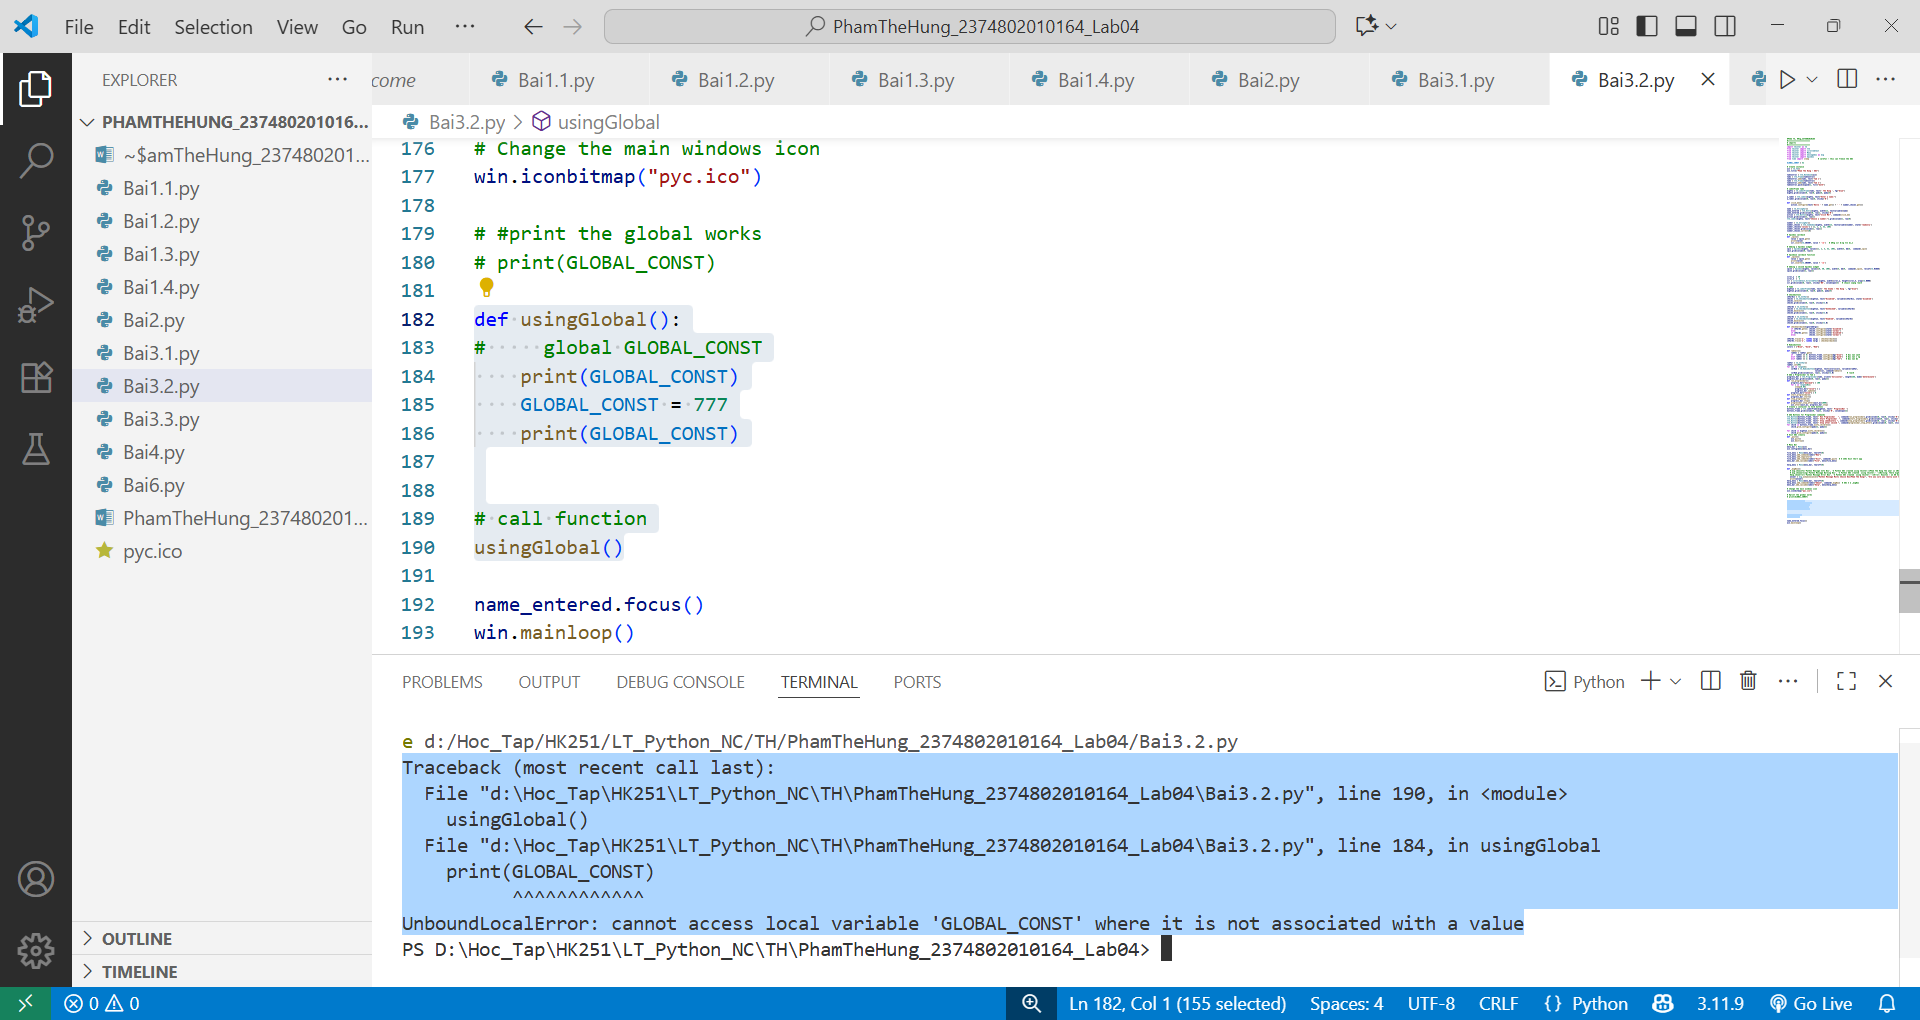 File Edit Selection View Go Run ··· PhamTheHung_2374802010164_Lab04
EXPLORER ···
PHAMTHEHUNG_237480201016...
~$amTheHung_237480201...
Bai1.1.py
Bai1.2.py
Bai1.3.py
Bai1.4.py
Bai2.py
Bai3.1.py
Bai3.2.py
Bai3.3.py
Bai4.py
Bai6.py
PhamTheHung_237480201...
pyc.ico
OUTLINE
TIMELINE
come Bai1.1.py Bai1.2.py Bai1.3.py Bai1.4.py Bai2.py Bai3.1.py Bai3.2.py
Bai3.2.py > usingGlobal
176 # Change the main windows icon
177 win.iconbitmap("pyc.ico")
178
179 # #print the global works
180 # print(GLOBAL_CONST)
181
182 def usingGlobal():
183 #     global GLOBAL_CONST
184     print(GLOBAL_CONST)
185     GLOBAL_CONST = 777
186     print(GLOBAL_CONST)
187
188
189 # call function
190 usingGlobal()
191
192 name_entered.focus()
193 win.mainloop()
PROBLEMS OUTPUT DEBUG CONSOLE TERMINAL PORTS Python
e d:/Hoc_Tap/HK251/LT_Python_NC/TH/PhamTheHung_2374802010164_Lab04/Bai3.2.py
Traceback (most recent call last):
  File "d:\Hoc_Tap\HK251\LT_Python_NC\TH\PhamTheHung_2374802010164_Lab04\Bai3.2.py", line 190, in <module>
    usingGlobal()
  File "d:\Hoc_Tap\HK251\LT_Python_NC\TH\PhamTheHung_2374802010164_Lab04\Bai3.2.py", line 184, in usingGlobal
    print(GLOBAL_CONST)
          ^^^^^^^^^^^^
UnboundLocalError: cannot access local variable 'GLOBAL_CONST' where it is not associated with a value
PS D:\Hoc_Tap\HK251\LT_Python_NC\TH\PhamTheHung_2374802010164_Lab04>
0 0 Ln 182, Col 1 (155 selected) Spaces: 4 UTF-8 CRLF {} Python 3.11.9 Go Live